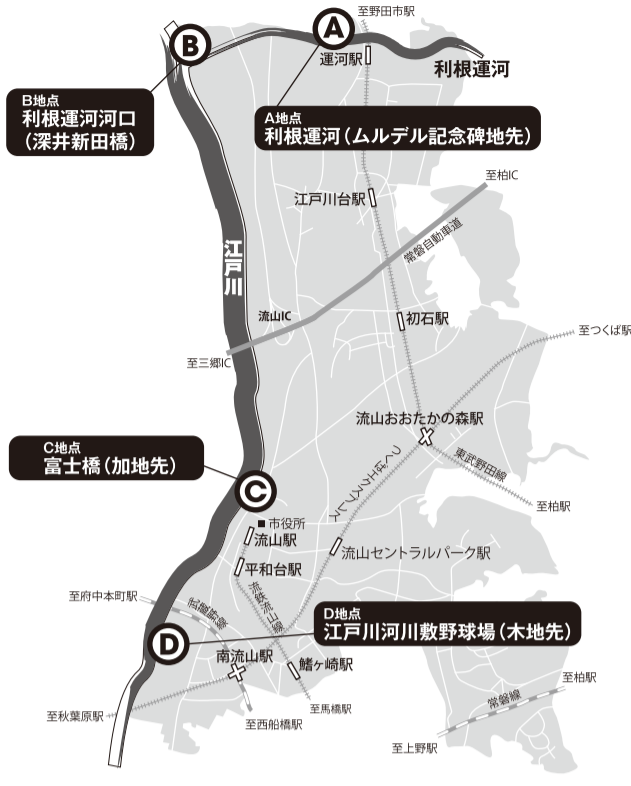 至野田市駅
A
B
運河駅
利根運河
B地点
利根運河河口
（深井新田橋）
A地点
利根運河（ムルデル記念碑地先）
至柏IC
江戸川台駅
常磐自動車道
江戸川
流山IC
初石駅
至つくば駅
至三郷IC
流山おおたかの森駅
C地点
富士橋（加地先）
つくばエクスプレス
東武野田線
C
至柏駅
市役所
流山駅
流山セントラルパーク駅
平和台駅
至府中本町駅
武蔵野線
流鉄流山線
D地点
江戸川河川敷野球場（木地先）
D
南流山駅
鰭ヶ崎駅
至柏駅
常磐線
至秋葉原駅
至馬橋駅
至西船橋駅
至上野駅